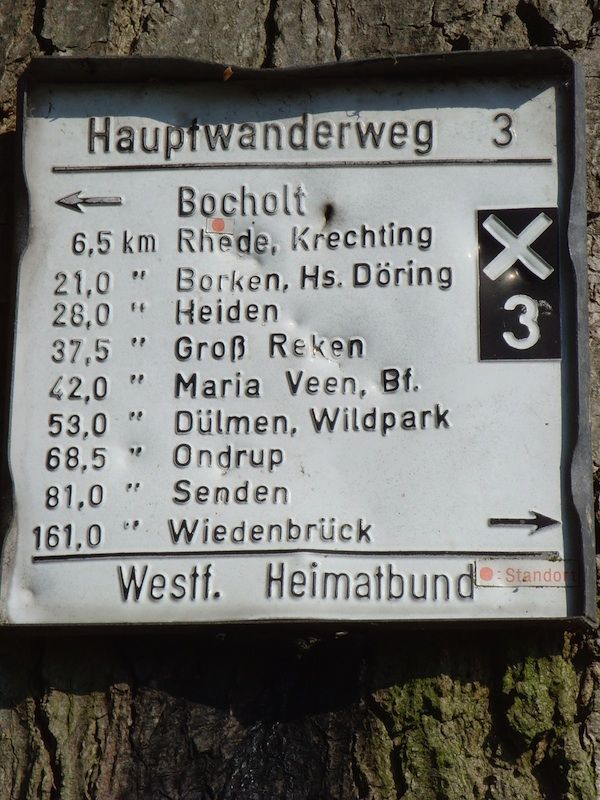 Hauptwanderweg 3
Bocholt
6,5 km Rhede, Krechting
21,0 " Borken, Hs. Döring
28,0 " Heiden
37,5 " Groß Reken
42,0 " Maria Veen, Bf.
53,0 " Dülmen, Wildpark
68,5 " Ondrup
81,0 " Senden
161,0 " Wiedenbrück
X
3
Westf. Heimatbund
: Standort